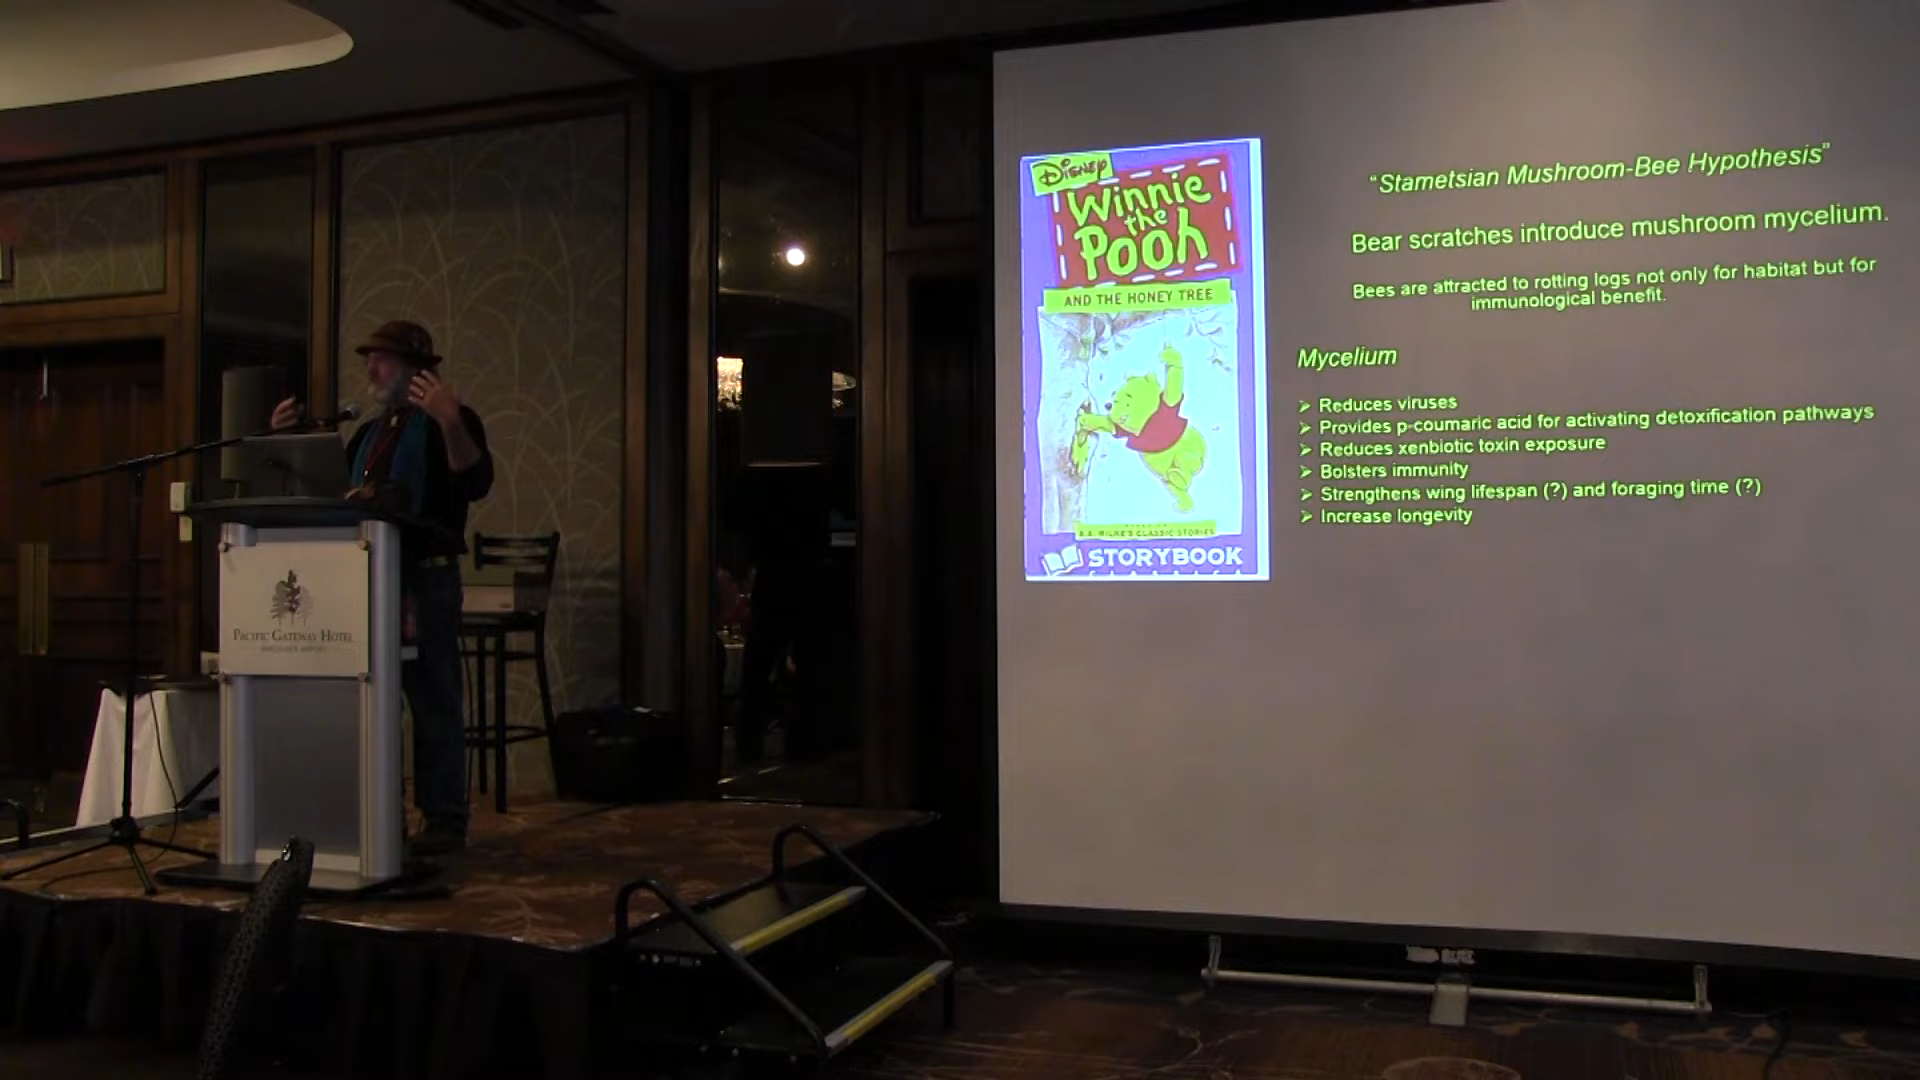 DISNEY
Winnie
the
Pooh
AND THE HONEY TREE
A.A. MILNE'S CLASSIC STORIES
STORYBOOK
“Stametsian Mushroom-Bee Hypothesis”
Bear scratches introduce mushroom mycelium.
Bees are attracted to rotting logs not only for habitat but for
immunological benefit.
Mycelium
➢ Reduces viruses
➢ Provides p-coumaric acid for activating detoxification pathways
➢ Reduces xenbiotic toxin exposure
➢ Bolsters immunity
➢ Strengthens wing lifespan (?) and foraging time (?)
➢ Increase longevity
PACIFIC GATEWAY HOTEL